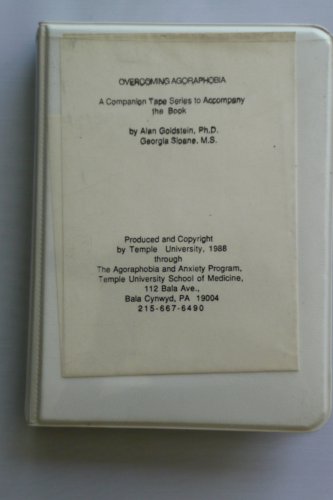 OVERCOMING AGORAPHOBIA
A Companion Tape Series to Accompany
the Book
by Alan Goldstein, Ph.D.
Georgia Sloane, M.S.
Produced and Copyright
by Temple University, 1988
through
The Agoraphobia and Anxiety Program,
Temple University School of Medicine,
112 Bala Ave.,
Bala Cynwyd, PA 19004
215-667-6490